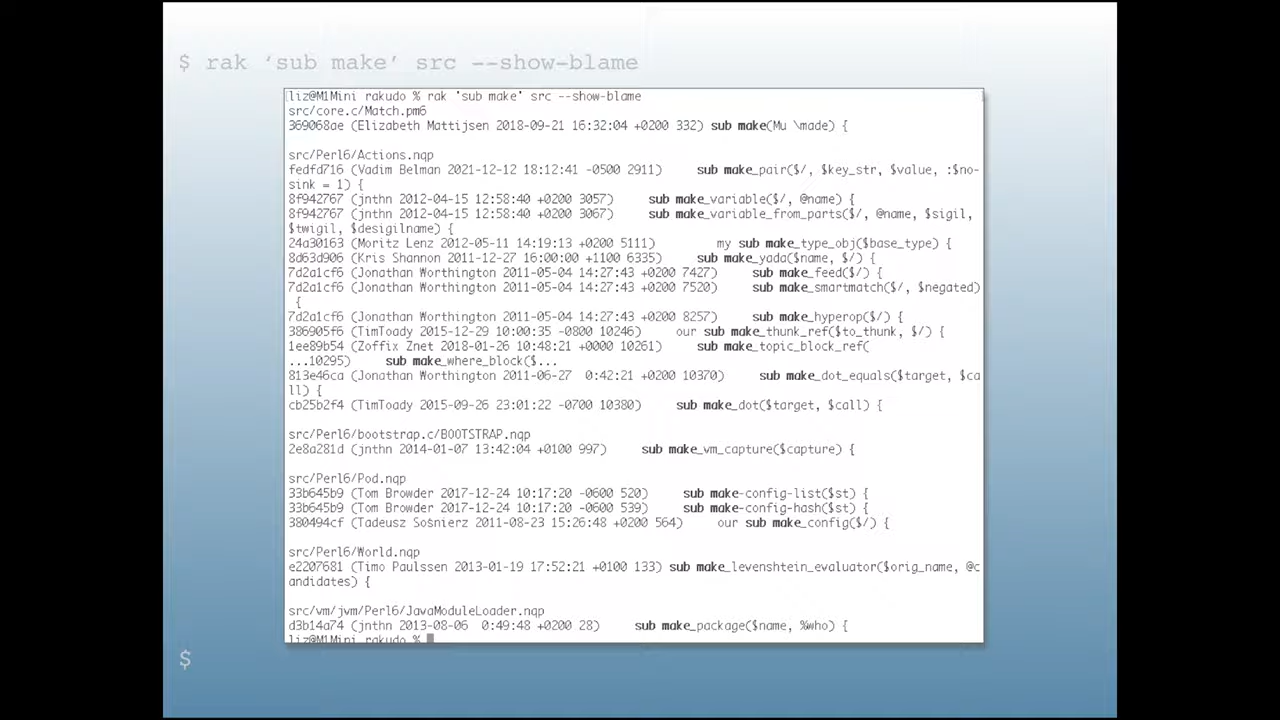 $ rak ‘sub make’ src --show-blame
liz@M1Mini rakudo % rak 'sub make' src --show-blame
src/core.c/Match.pm6
369068ae (Elizabeth Mattijsen 2018-09-21 16:32:04 +0200 332) sub make(Mu \made) {
src/Perl6/Actions.nqp
fedfd716 (Vadim Belman 2021-12-12 18:12:41 -0500 2911)      sub make_pair($/, $key_str, $value, :$no-
sink = 1) {
8f942767 (jnthn 2012-04-15 12:58:40 +0200 3057)     sub make_variable($/, @name) {
8f942767 (jnthn 2012-04-15 12:58:40 +0200 3067)     sub make_variable_from_parts($/, @name, $sigil,
$twigil, $desigilname) {
24a30163 (Moritz Lenz 2012-05-11 14:19:13 +0200 5111)         my sub make_type_obj($base_type) {
8d63d906 (Kris Shannon 2011-12-27 16:00:00 +1100 6335)     sub make_yada($name, $/) {
7d2a1cf6 (Jonathan Worthington 2011-05-04 14:27:43 +0200 7427)     sub make_feed($/) {
7d2a1cf6 (Jonathan Worthington 2011-05-04 14:27:43 +0200 7520)     sub make_smartmatch($/, $negated)
{
7d2a1cf6 (Jonathan Worthington 2011-05-04 14:27:43 +0200 8257)     sub make_hyperop($/) {
386905f6 (TimToady 2015-12-29 10:00:35 -0800 10246)     our sub make_thunk_ref($to_thunk, $/) {
1ee89b54 (Zoffix Znet 2018-01-26 10:48:21 +0000 10261)     sub make_topic_block_ref(
...10295)     sub make_where_block($...
813e46ca (Jonathan Worthington 2011-06-27  0:42:21 +0200 10370)     sub make_dot_equals($target, $ca
ll) {
cb25b2f4 (TimToady 2015-09-26 23:01:22 -0700 10380)     sub make_dot($target, $call) {
src/Perl6/bootstrap.c/BOOTSTRAP.nqp
2e8a281d (jnthn 2014-01-07 13:42:04 +0100 997)     sub make_vm_capture($capture) {
src/Perl6/Pod.nqp
33b645b9 (Tom Browder 2017-12-24 10:17:20 -0600 520)     sub make-config-list($st) {
33b645b9 (Tom Browder 2017-12-24 10:17:20 -0600 539)     sub make-config-hash($st) {
380494cf (Tadeusz Sośnierz 2011-08-23 15:26:48 +0200 564)     our sub make_config($/) {
src/Perl6/World.nqp
e2207681 (Timo Paulssen 2013-01-19 17:52:21 +0100 133) sub make_levenshtein_evaluator($orig_name, @c
andidates) {
src/vm/jvm/Perl6/JavaModuleLoader.nqp
d3b14a74 (jnthn 2013-08-06  0:49:48 +0200 28)     sub make_package($name, %who) {
liz@M1Mini rakudo %
$